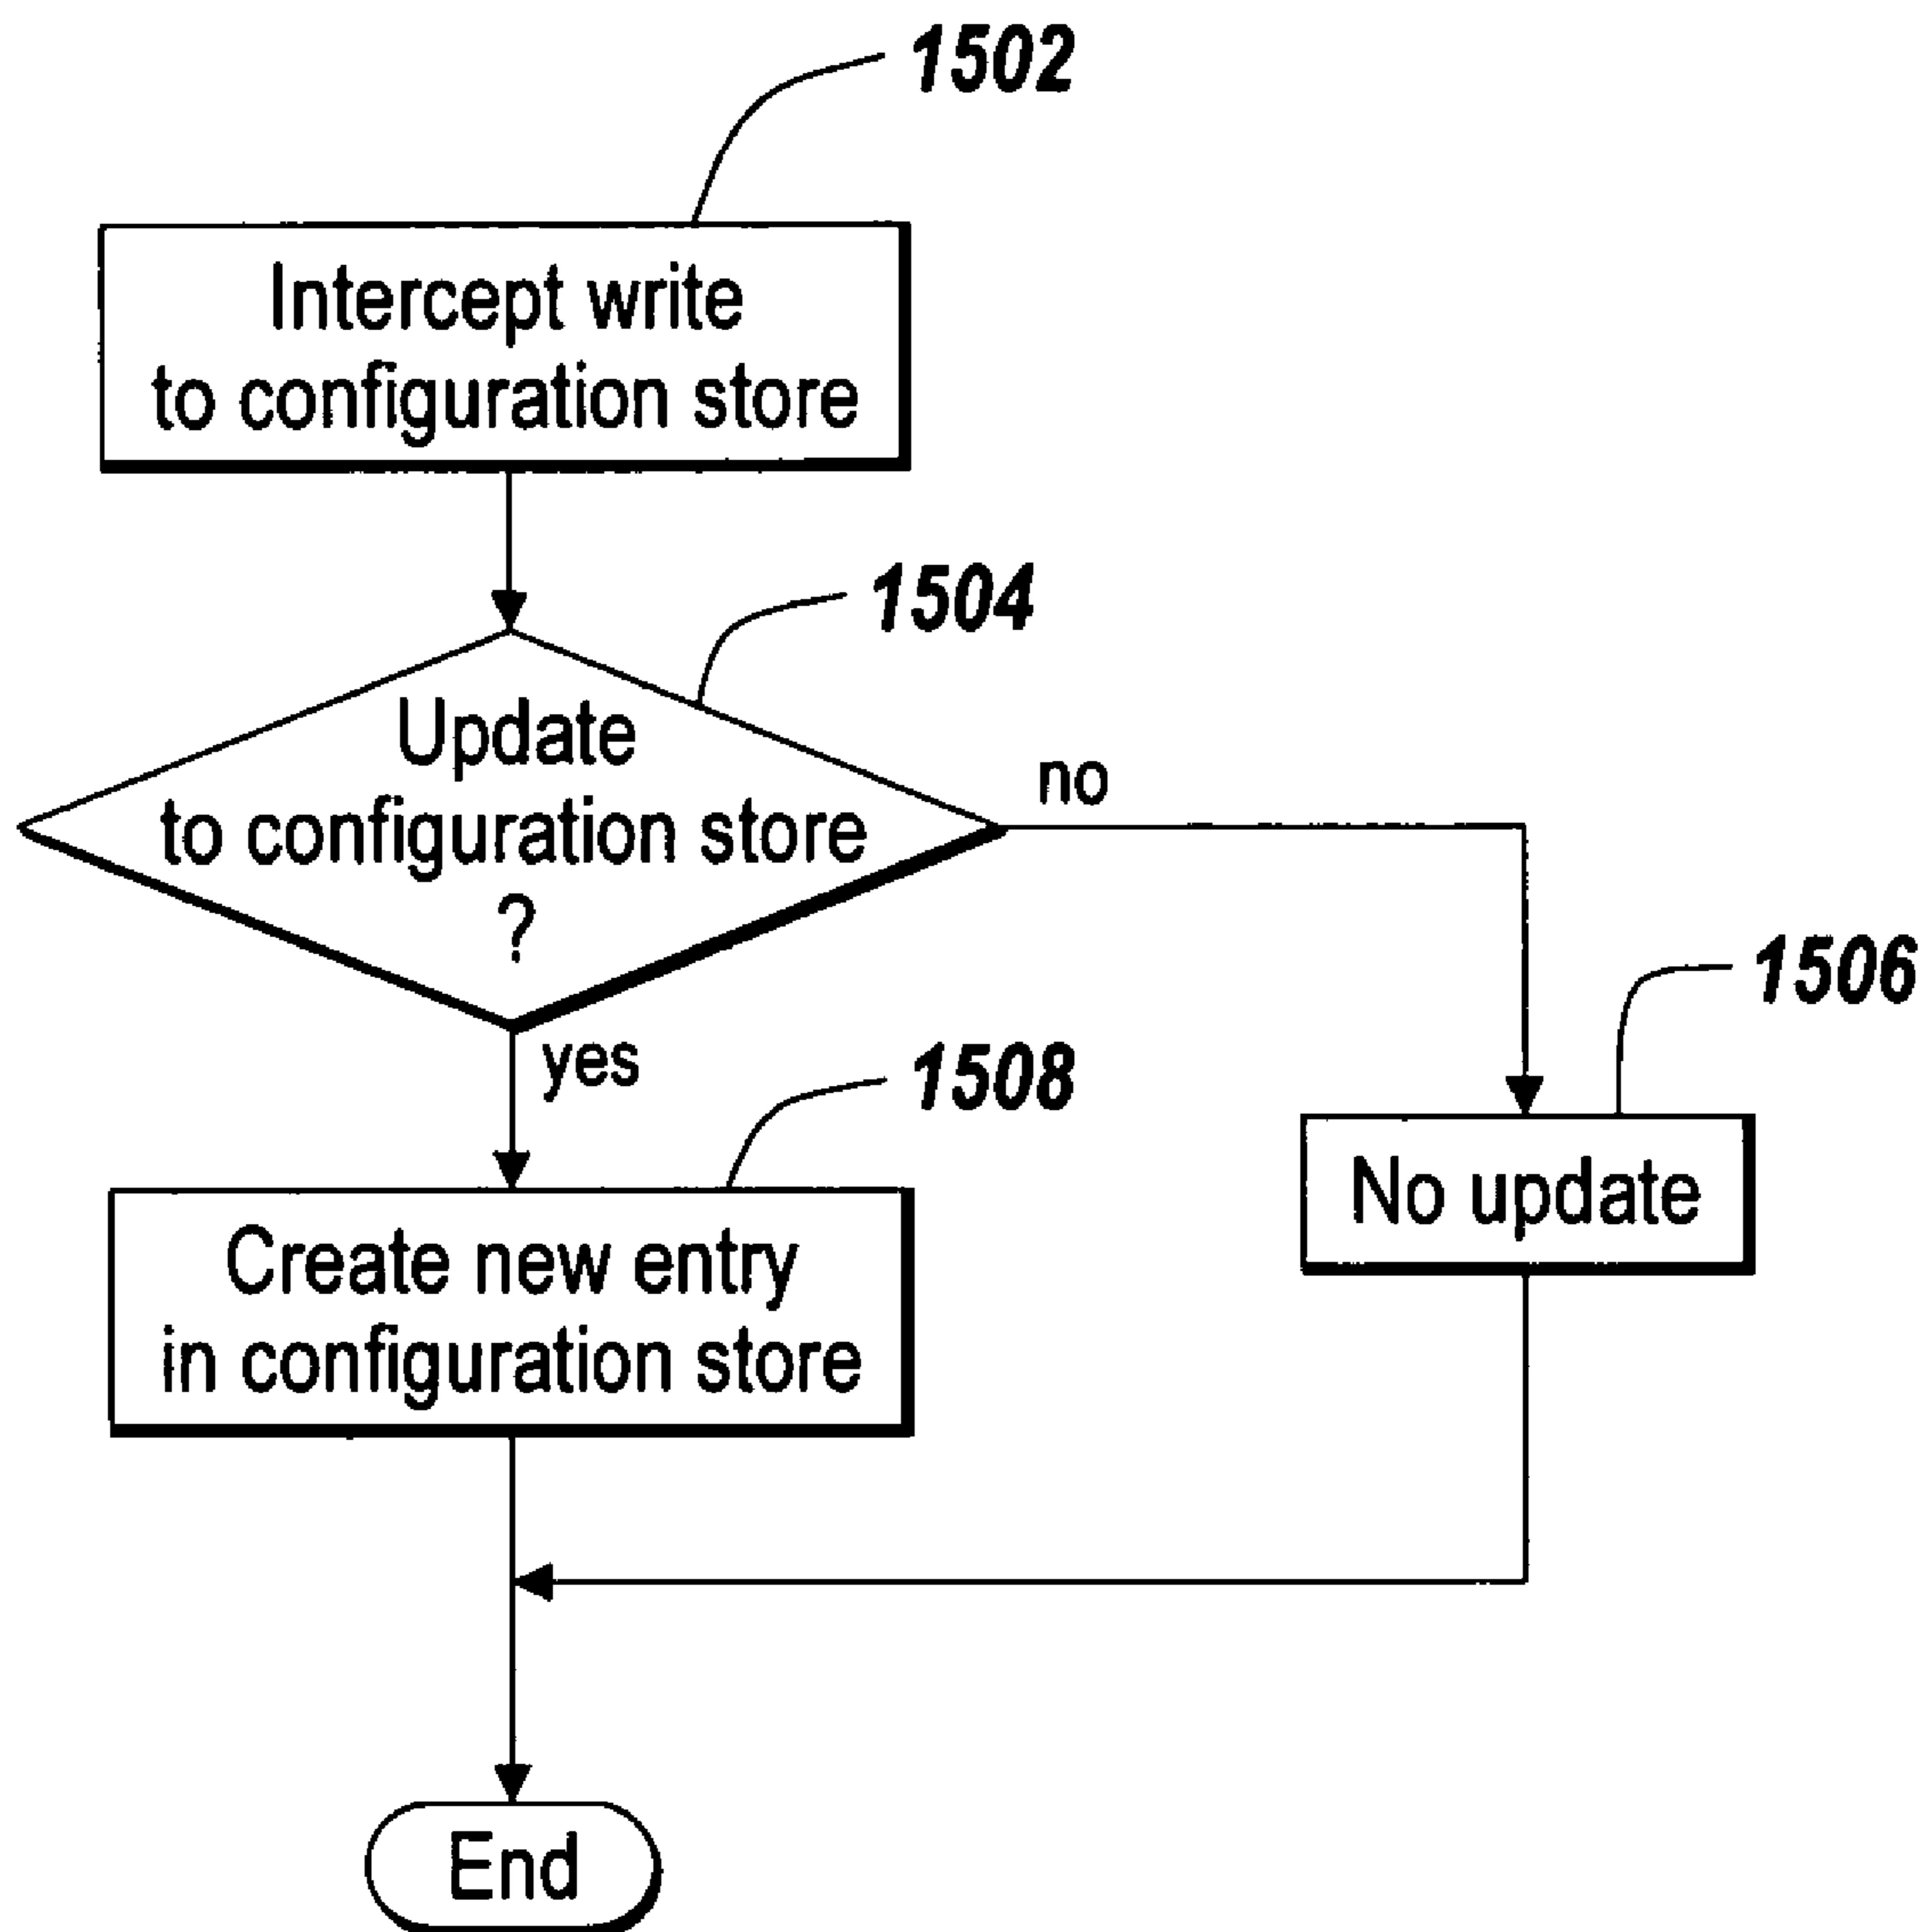 1502
Intercept write
to configuration store
1504
Update
to configuration store
?
no
yes
1506
No update
1508
Create new entry
in configuration store
End